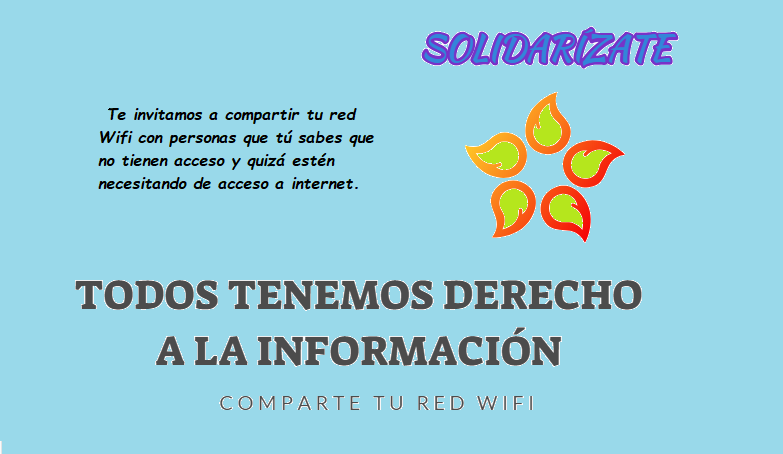 SOLIDARÍZATE
Te invitamos a compartir tu red
Wifi con personas que tú sabes que
no tienen acceso y quizá estén
necesitando de acceso a internet.
TODOS TENEMOS DERECHO
A LA INFORMACIÓN
COMPARTE TU RED WIFI